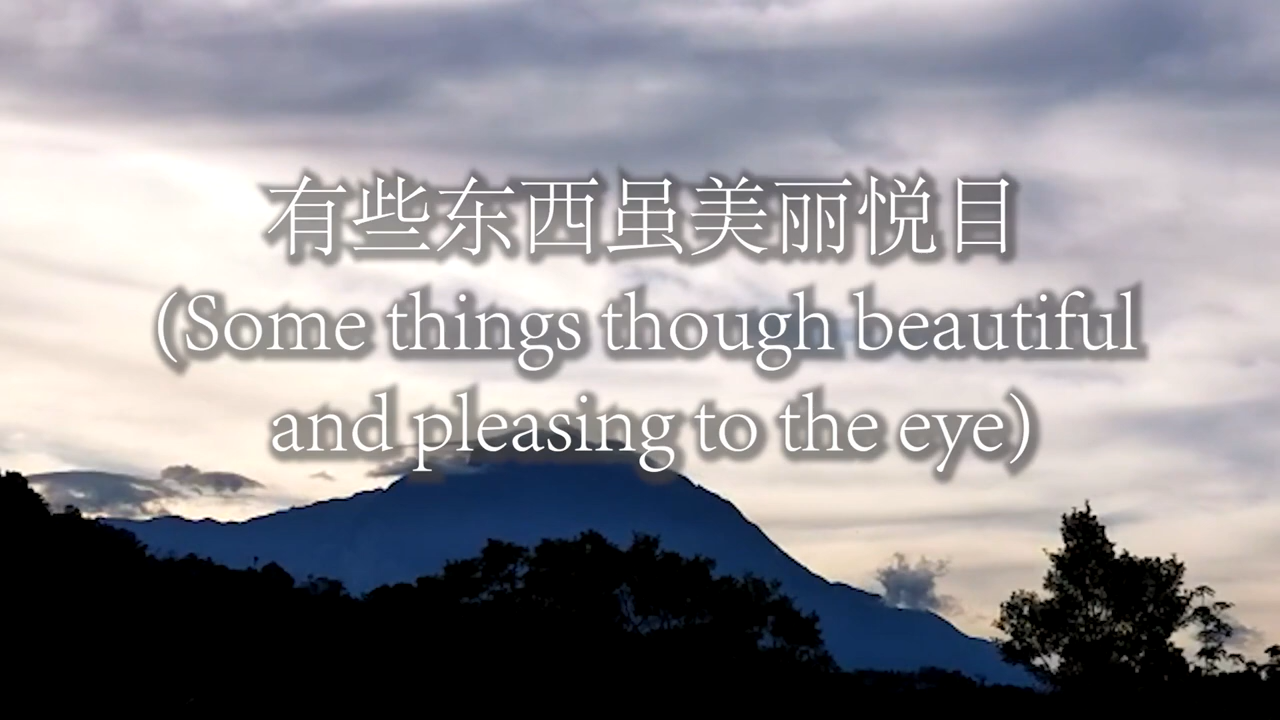 有些东西虽美丽悦目
(Some things though beautiful
and pleasing to the eye)